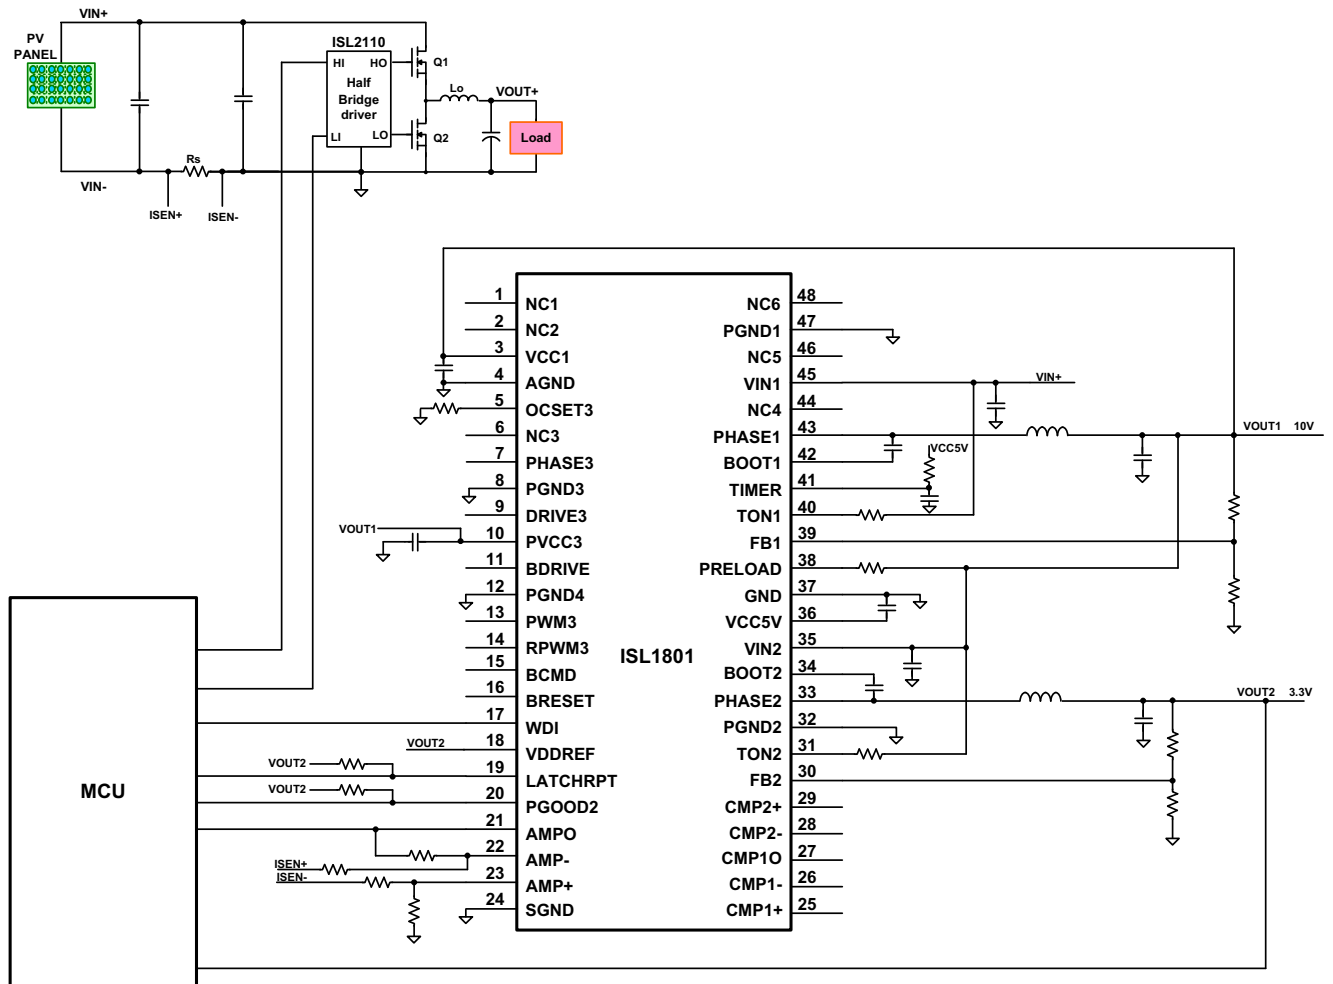 VIN+
PV
PANEL
ISL2110
HI
HO
Q1
Half
Bridge
driver
Lo
VOUT+
Load
LI
LO
Q2
Rs
VIN-
ISEN+
ISEN-
1 NC1
2 NC2
3 VCC1
4 AGND
5 OCSET3
6 NC3
7 PHASE3
8 PGND3
9 DRIVE3
VOUT1
10 PVCC3
11 BDRIVE
12 PGND4
13 PWM3
14 RPWM3
15 BCMD
16 BRESET
17 WDI
VOUT2
18 VDDREF
VOUT2
19 LATCHRPT
VOUT2
20 PGOOD2
21 AMPO
22 AMP-
ISEN+
ISEN-
23 AMP+
24 SGND
ISL1801
MCU
NC6 48
PGND1 47
NC5 46
VIN1 45
VIN+
NC4 44
PHASE1 43
VOUT1 10V
BOOT1 42
VCC5V
TIMER 41
TON1 40
FB1 39
PRELOAD 38
GND 37
VCC5V 36
VIN2 35
BOOT2 34
PHASE2 33
VOUT2 3.3V
PGND2 32
TON2 31
FB2 30
CMP2+ 29
CMP2- 28
CMP1O 27
CMP1- 26
CMP1+ 25